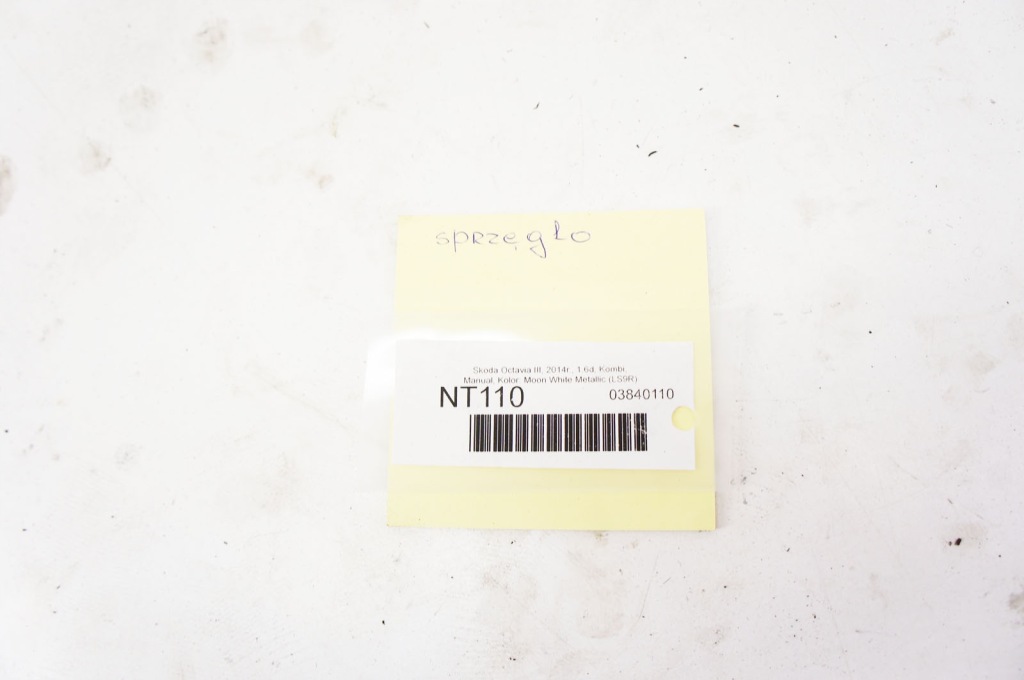 sprzęgło
Skoda Octavia III, 2014r., 1.6d, Kombi,
Manual, Kolor: Moon White Metallic (LS9R)
NT110 03840110